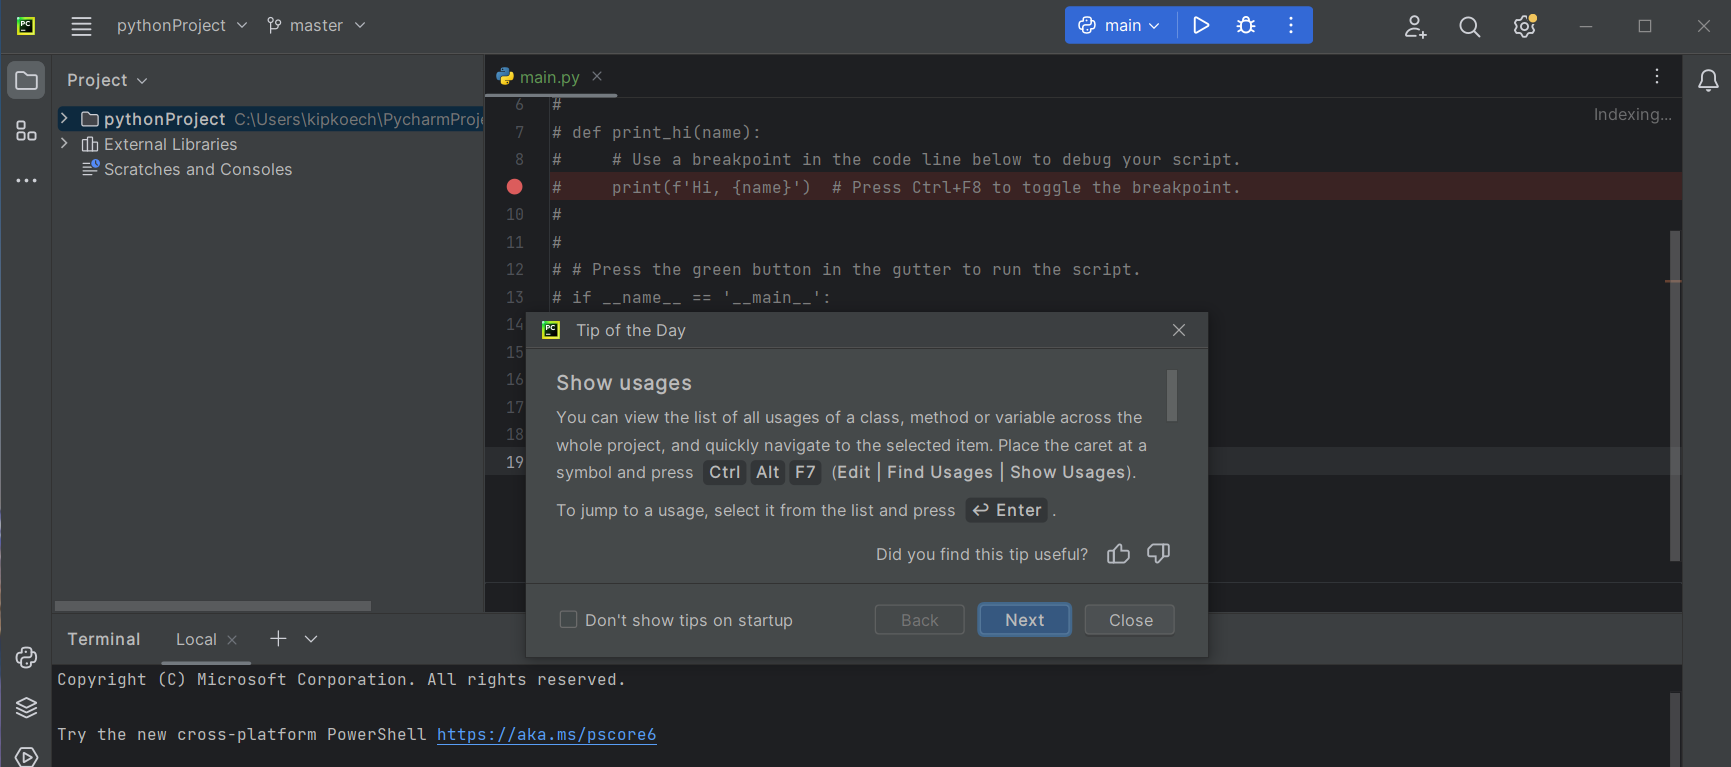 PC
pythonProject
master
main
Project
pythonProject C:\Users\kipkoech\PycharmProje
External Libraries
Scratches and Consoles
main.py
Indexing...
6 #
7 # def print_hi(name):
8 #     # Use a breakpoint in the code line below to debug your script.
#     print(f'Hi, {name}')  # Press Ctrl+F8 to toggle the breakpoint.
10 #
11 #
12 # # Press the green button in the gutter to run the script.
13 # if __name__ == '__main__':
14
15
16
17
18
19
PC
Tip of the Day
Show usages
You can view the list of all usages of a class, method or variable across the
whole project, and quickly navigate to the selected item. Place the caret at a
symbol and press Ctrl Alt F7 (Edit | Find Usages | Show Usages).
To jump to a usage, select it from the list and press ↩ Enter .
Did you find this tip useful?
Don't show tips on startup
Back
Next
Close
Terminal
Local
Copyright (C) Microsoft Corporation. All rights reserved.
Try the new cross-platform PowerShell https://aka.ms/pscore6